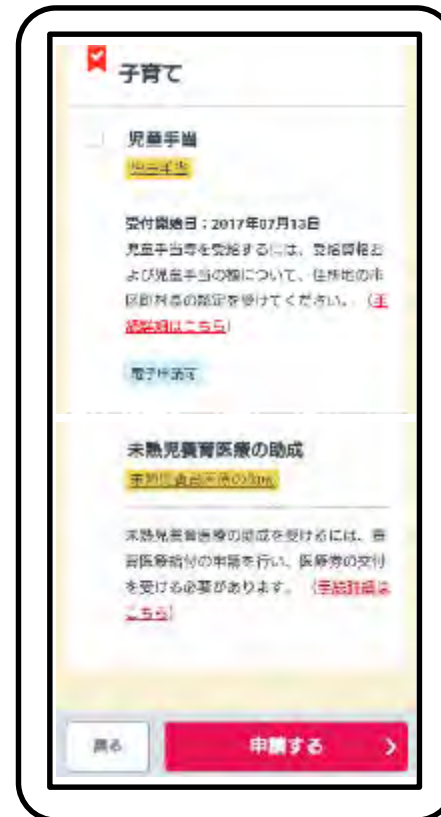 子育て
児童手当
児童手当
受付開始日：2017年07月13日
児童手当等を受給するには、受給資格お
よび児童手当の額について、住所地の市
区町村長の認定を受けてください。（手
続詳細はこちら）
電子申請可
未熟児養育医療の助成
未熟児養育医療の助成
未熟児養育医療の助成を受けるには、養
育医療給付の申請を行い、医療券の交付
を受ける必要があります。（手続詳細は
こちら）
戻る
申請する